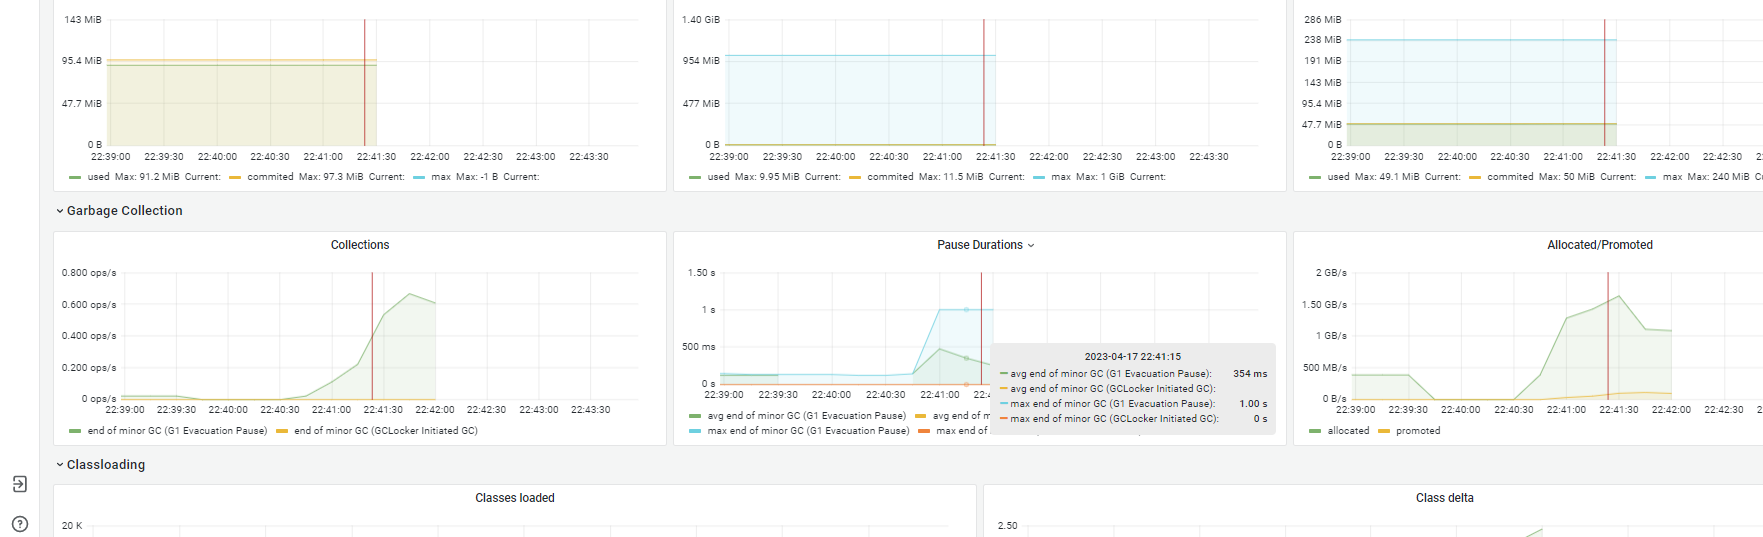 143 MiB
95.4 MiB
47.7 MiB
0 B
22:39:00 22:39:30 22:40:00 22:40:30 22:41:00 22:41:30 22:42:00 22:42:30 22:43:00 22:43:30
used Max: 91.2 MiB Current: commited Max: 97.3 MiB Current: max Max: -1 B Current:
1.40 GiB
954 MiB
477 MiB
0 B
22:39:00 22:39:30 22:40:00 22:40:30 22:41:00 22:41:30 22:42:00 22:42:30 22:43:00 22:43:30
used Max: 9.95 MiB Current: commited Max: 11.5 MiB Current: max Max: 1 GiB Current:
286 MiB
238 MiB
191 MiB
143 MiB
95.4 MiB
47.7 MiB
0 B
22:39:00 22:39:30 22:40:00 22:40:30 22:41:00 22:41:30 22:42:00 22:42:30
used Max: 49.1 MiB Current: commited Max: 50 MiB Current: max Max: 240 MiB
Garbage Collection
Collections
0.800 ops/s
0.600 ops/s
0.400 ops/s
0.200 ops/s
0 ops/s
22:39:00 22:39:30 22:40:00 22:40:30 22:41:00 22:41:30 22:42:00 22:42:30 22:43:00 22:43:30
end of minor GC (G1 Evacuation Pause) end of minor GC (GCLocker Initiated GC)
Pause Durations
1.50 s
1 s
500 ms
0 s
22:39:00 22:39:30 22:40:00 22:40:30 22:41:00
avg end of minor GC (G1 Evacuation Pause) avg end of
max end of minor GC (G1 Evacuation Pause) max end of
2023-04-17 22:41:15
avg end of minor GC (G1 Evacuation Pause): 354 ms
avg end of minor GC (GCLocker Initiated GC):
max end of minor GC (G1 Evacuation Pause): 1.00 s
max end of minor GC (GCLocker Initiated GC): 0 s
Allocated/Promoted
2 GB/s
1.50 GB/s
1 GB/s
500 MB/s
0 B/s
22:39:00 22:39:30 22:40:00 22:40:30 22:41:00 22:41:30 22:42:00 22:42:30
allocated promoted
Classloading
Classes loaded
20 K
Class delta
2.50